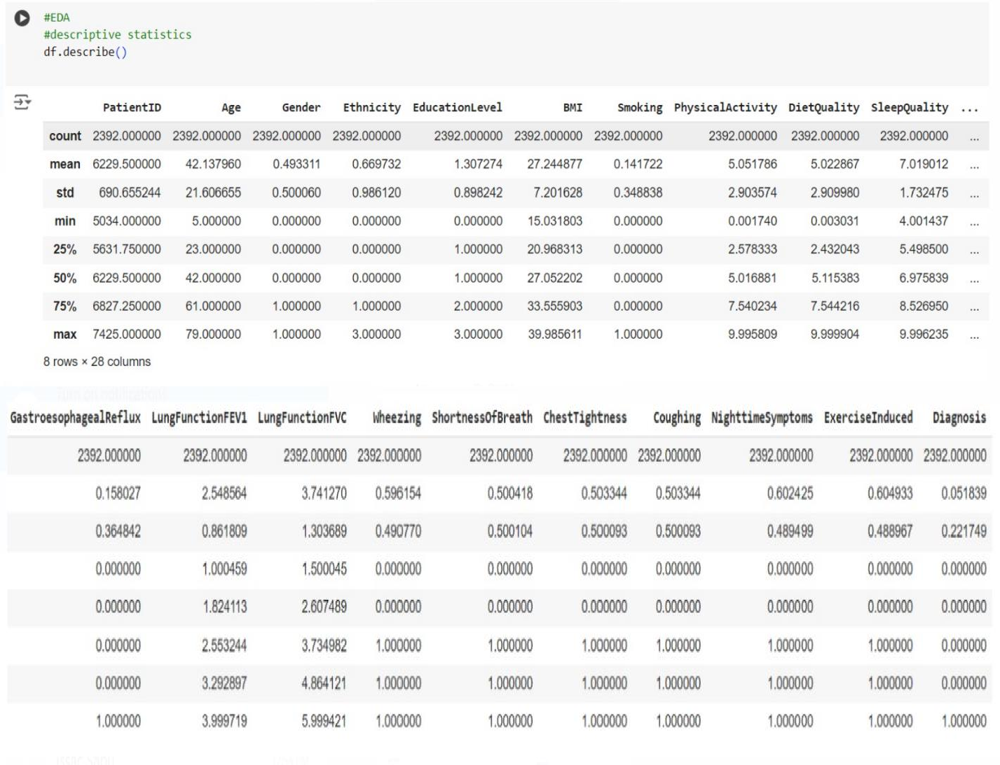 #EDA
#descriptive statistics
df.describe()
PatientID Age Gender Ethnicity EducationLevel BMI Smoking PhysicalActivity DietQuality SleepQuality ...
count 2392.000000 2392.000000 2392.000000 2392.000000 2392.000000 2392.000000 2392.000000 2392.000000 2392.000000 2392.000000 ...
mean 6229.500000 42.137960 0.493311 0.669732 1.307274 27.244877 0.141722 5.051786 5.022867 7.019012 ...
std 690.655244 21.606655 0.500060 0.986120 0.898242 7.201628 0.348838 2.903574 2.909980 1.732475 ...
min 5034.000000 5.000000 0.000000 0.000000 0.000000 15.031803 0.000000 0.001740 0.003031 4.001437 ...
25% 5631.750000 23.000000 0.000000 0.000000 1.000000 20.968313 0.000000 2.578333 2.432043 5.498500 ...
50% 6229.500000 42.000000 0.000000 0.000000 1.000000 27.052202 0.000000 5.016881 5.115383 6.975839 ...
75% 6827.250000 61.000000 1.000000 1.000000 2.000000 33.555903 0.000000 7.540234 7.544216 8.526950 ...
max 7425.000000 79.000000 1.000000 3.000000 3.000000 39.985611 1.000000 9.995809 9.999904 9.996235 ...
8 rows × 28 columns
GastroesophagealReflux LungFunctionFEV1 LungFunctionFVC Wheezing ShortnessOfBreath ChestTightness Coughing NighttimeSymptoms ExerciseInduced Diagnosis
2392.000000 2392.000000 2392.000000 2392.000000 2392.000000 2392.000000 2392.000000 2392.000000 2392.000000 2392.000000
0.158027 2.548564 3.741270 0.596154 0.500418 0.503344 0.503344 0.602425 0.604933 0.051839
0.364842 0.861809 1.303689 0.490770 0.500104 0.500093 0.500093 0.489499 0.488967 0.221749
0.000000 1.000459 1.500045 0.000000 0.000000 0.000000 0.000000 0.000000 0.000000 0.000000
0.000000 1.824113 2.607489 0.000000 0.000000 0.000000 0.000000 0.000000 0.000000 0.000000
0.000000 2.553244 3.734982 1.000000 1.000000 1.000000 1.000000 1.000000 1.000000 0.000000
0.000000 3.292897 4.864121 1.000000 1.000000 1.000000 1.000000 1.000000 1.000000 0.000000
1.000000 3.999719 5.999421 1.000000 1.000000 1.000000 1.000000 1.000000 1.000000 1.000000